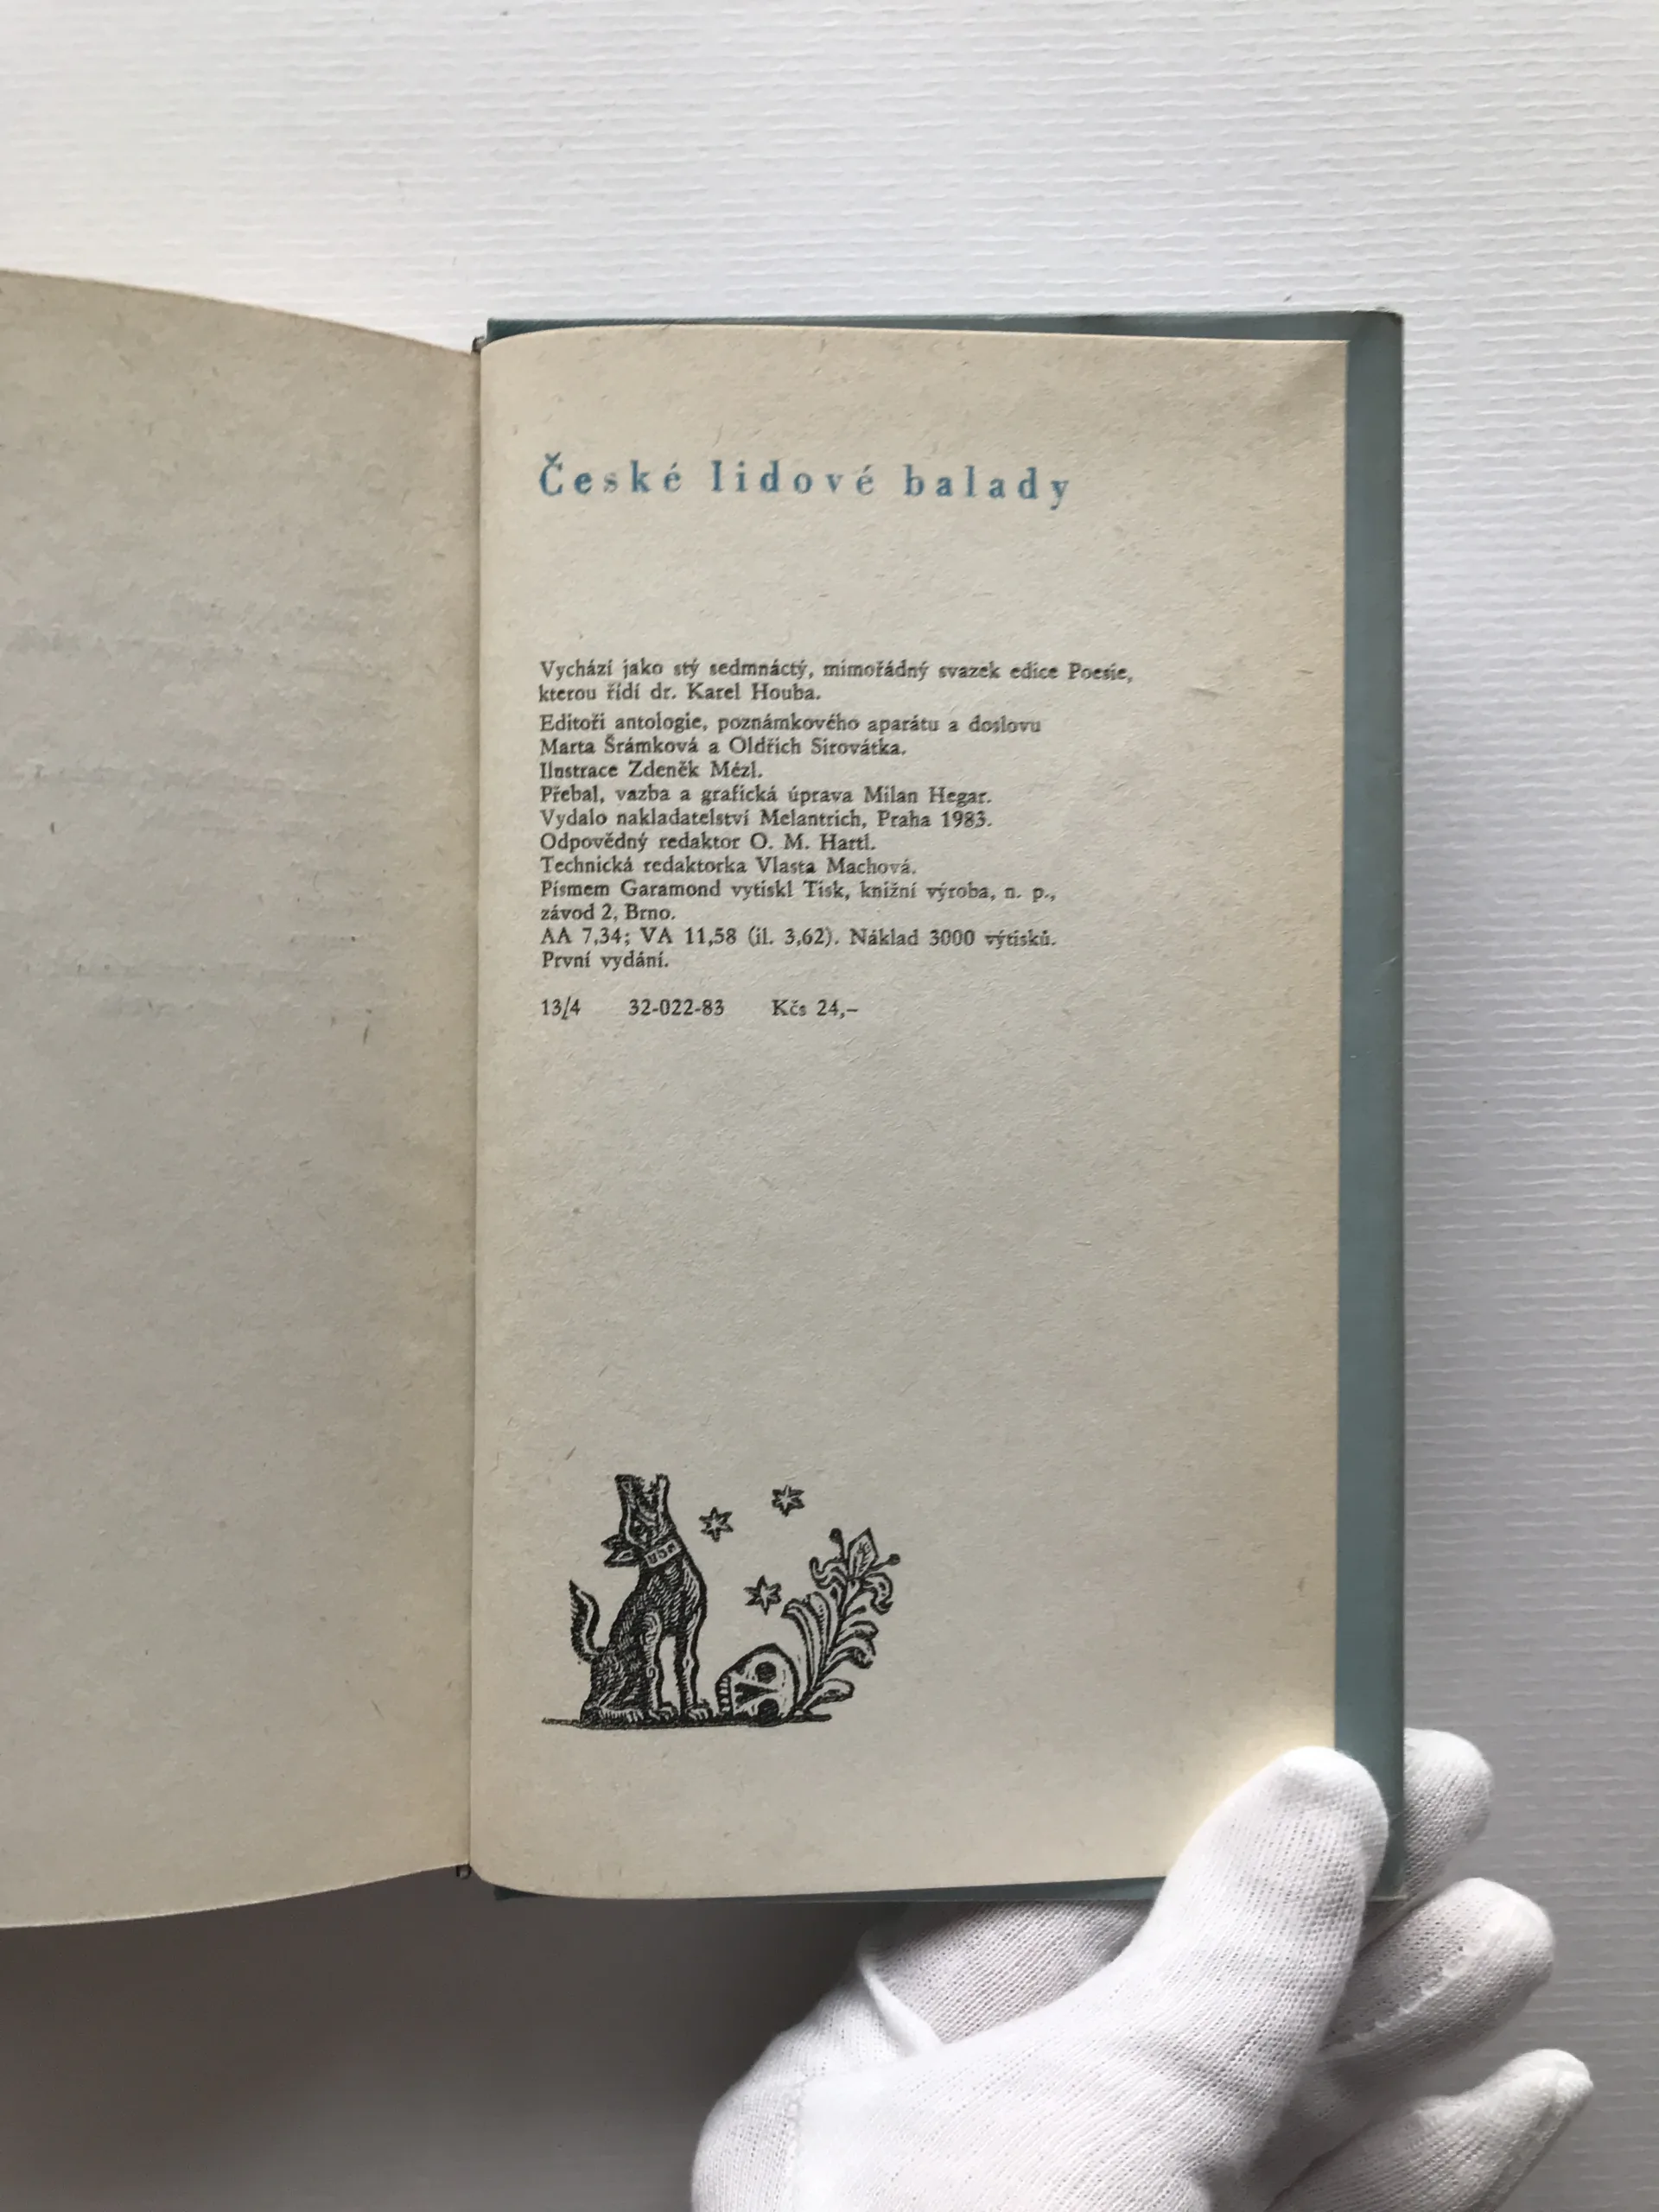 České lidové balady
Vychází jako stý sedmnáctý, mimořádný svazek edice Poesie,
kterou řídí dr. Karel Houba.
Editoři antologie, poznámkového aparátu a doslovu
Marta Šrámková a Oldřich Sirovátka.
Ilustrace Zdeněk Mézl.
Přebal, vazba a grafická úprava Milan Hegar.
Vydalo nakladatelství Melantrich, Praha 1983.
Odpovědný redaktor O. M. Hartl.
Technická redaktorka Vlasta Machová.
Písmem Garamond vytiskl Tisk, knižní výroba, n. p.,
závod 2, Brno.
AA 7,34; VA 11,58 (il. 3,62). Náklad 3000 výtisků.
První vydání.
13/4 32-022-83 Kčs 24,–